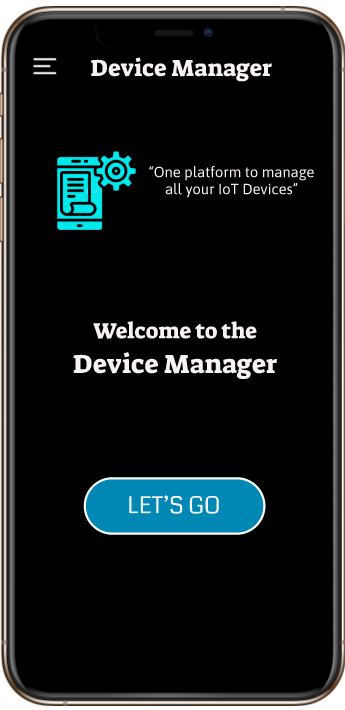 Device Manager
“One platform to manage
all your IoT Devices”
Welcome to the
Device Manager
LET’S GO